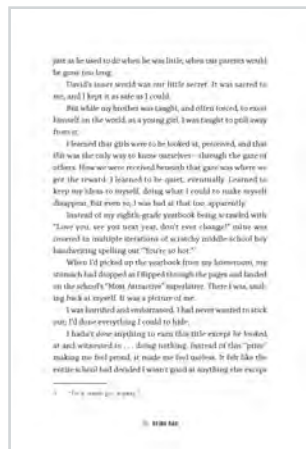 just as he used to do when he was little, when our parents would
be gone too long.
David's inner world was our little secret. It was sacred to
me, and I kept it as safe as I could.
But while my brother was taught, and often forced, to exert
himself on the world, as a young girl, I was taught to pull away
from it.
I learned that girls were to be looked at, perceived, and that
this was the only way to know ourselves—through the gaze of
others. How we were received beneath that gaze was where we
got the reward. I learned to be quiet, eventually. Learned to
keep my ideas to myself, doing what I could to make myself
disappear. But even so, I was bad at that too, apparently.
Instead of my eighth-grade yearbook being scrawled with
"Love you, see you next year, don't ever change!" mine was
covered in multiple iterations of scratchy middle-school boy
handwriting spelling out "You're so hot."
When I'd picked up the yearbook from my homeroom, my
stomach had dropped as I flipped through the pages and landed
on the school's "Most Attractive" superlative. There I was, smil-
ing back at myself. It was a picture of me.
I was horrified and embarrassed. I had never wanted to stick
out; I'd done everything I could to hide.
I hadn't done anything to earn this title except be looked
at and witnessed to . . . doing nothing. Instead of this "prize"
making me feel proud, it made me feel useless. It felt like the
entire school had decided I wasn't good at anything else except